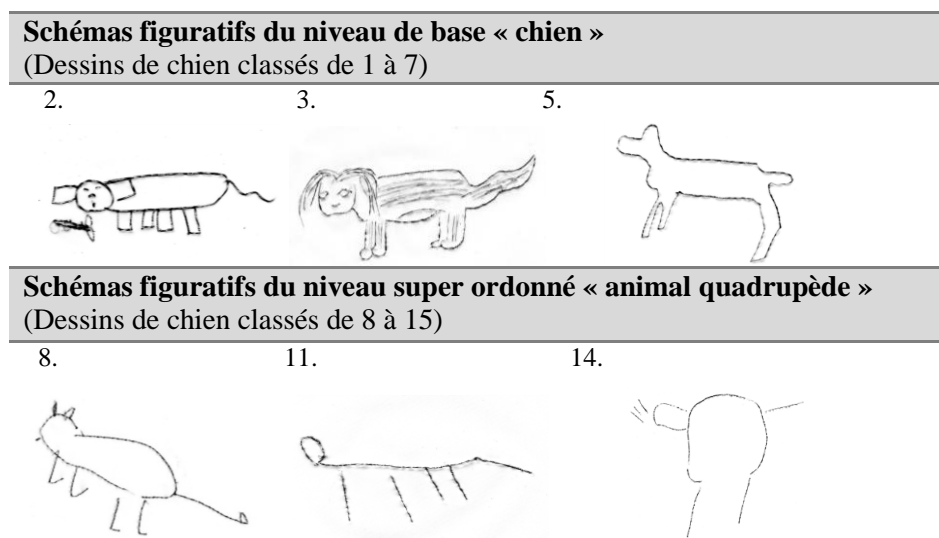 Schémas figuratifs du niveau de base « chien »
(Dessins de chien classés de 1 à 7)
2. 3. 5.
Schémas figuratifs du niveau super ordonné « animal quadrupède »
(Dessins de chien classés de 8 à 15)
8. 11. 14.